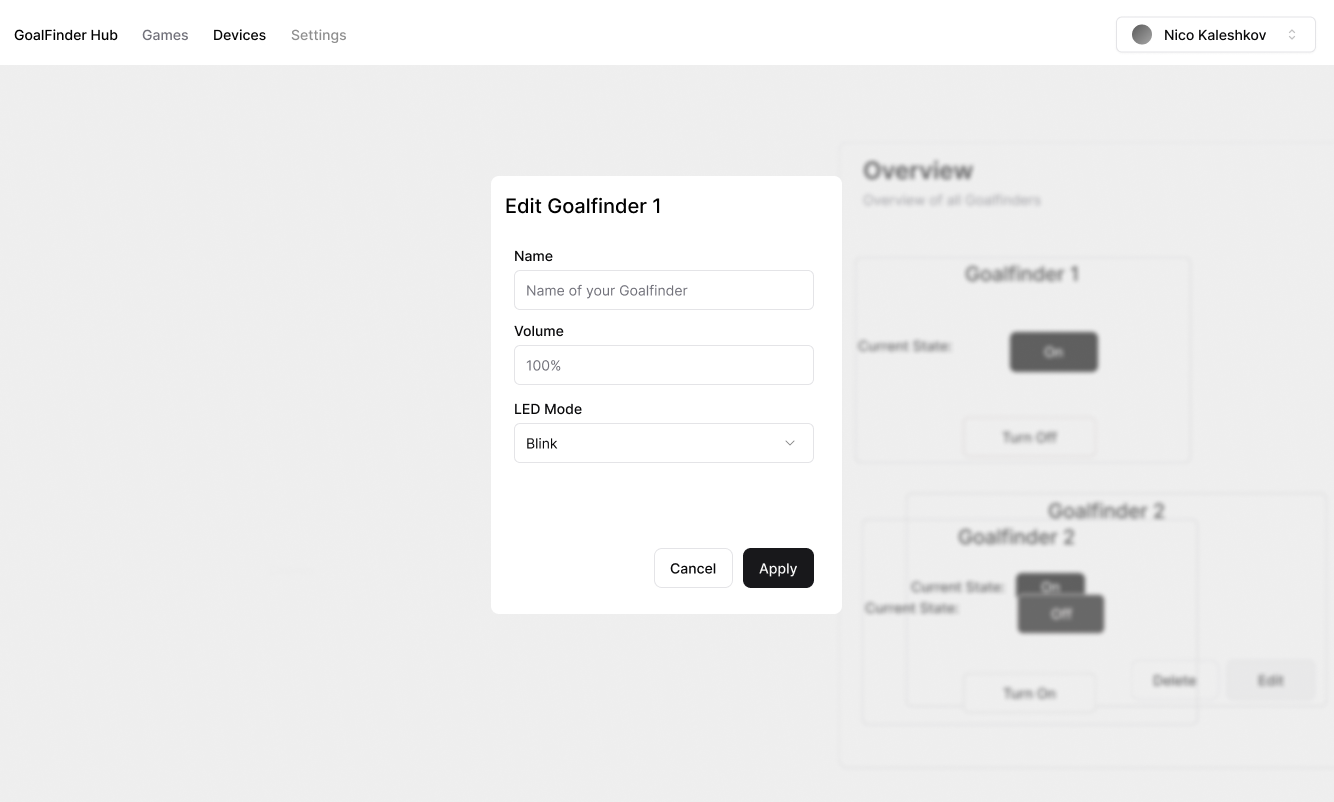 GoalFinder Hub Games Devices Settings Nico Kaleshkov
Edit Goalfinder 1
Name
Name of your Goalfinder
Volume
100%
LED Mode
Blink
Cancel Apply
Overview
Overview of all Goalfinders
Goalfinder 1
Current State: On
Turn Off
Goalfinder 2
Goalfinder 2
Current State: On
Current State: Off
Delete Edit
Turn On